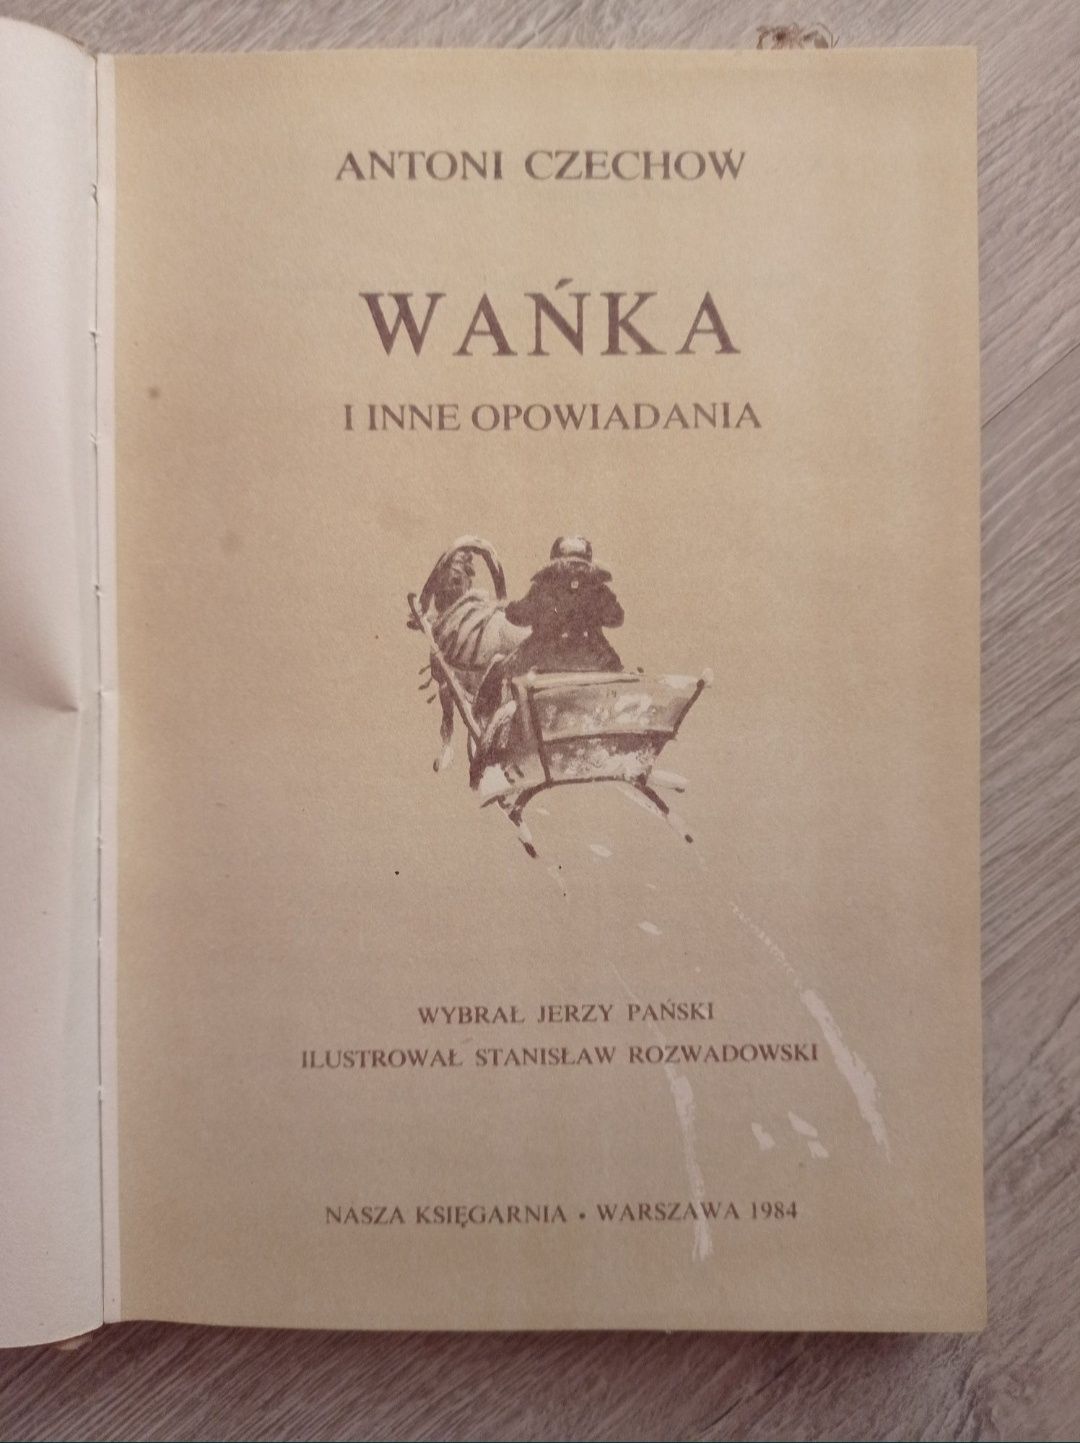 ANTONI CZECHOW
WAŃKA
I INNE OPOWIADANIA
WYBRAŁ JERZY PAŃSKI
ILUSTROWAŁ STANISŁAW ROZWADOWSKI
NASZA KSIĘGARNIA • WARSZAWA 1984